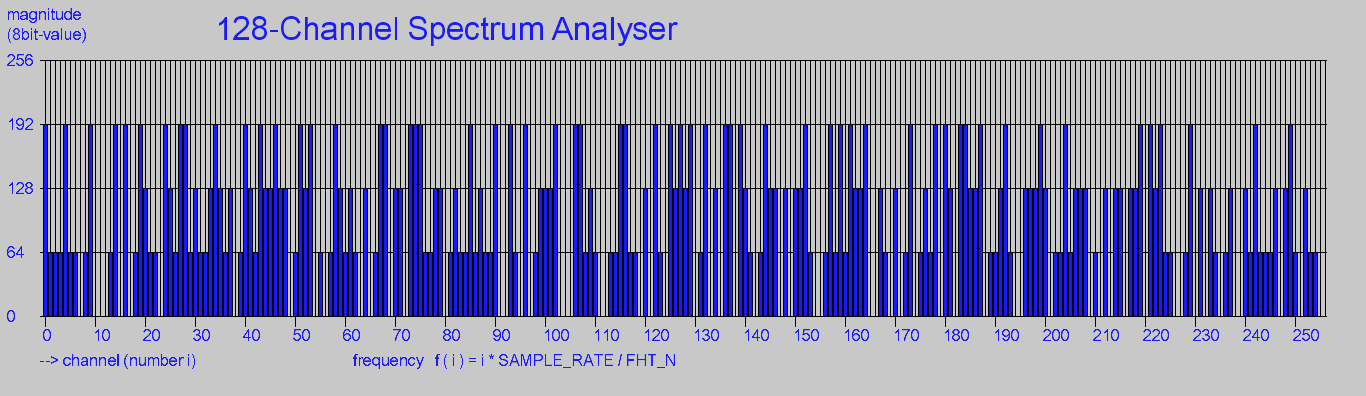 magnitude
(8bit-value)
128-Channel Spectrum Analyser
256
192
128
64
0
0 10 20 30 40 50 60 70 80 90 100 110 120 130 140 150 160 170 180 190 200 210 220 230 240 250
--> channel (number i) frequency f ( i ) = i * SAMPLE_RATE / FHT_N